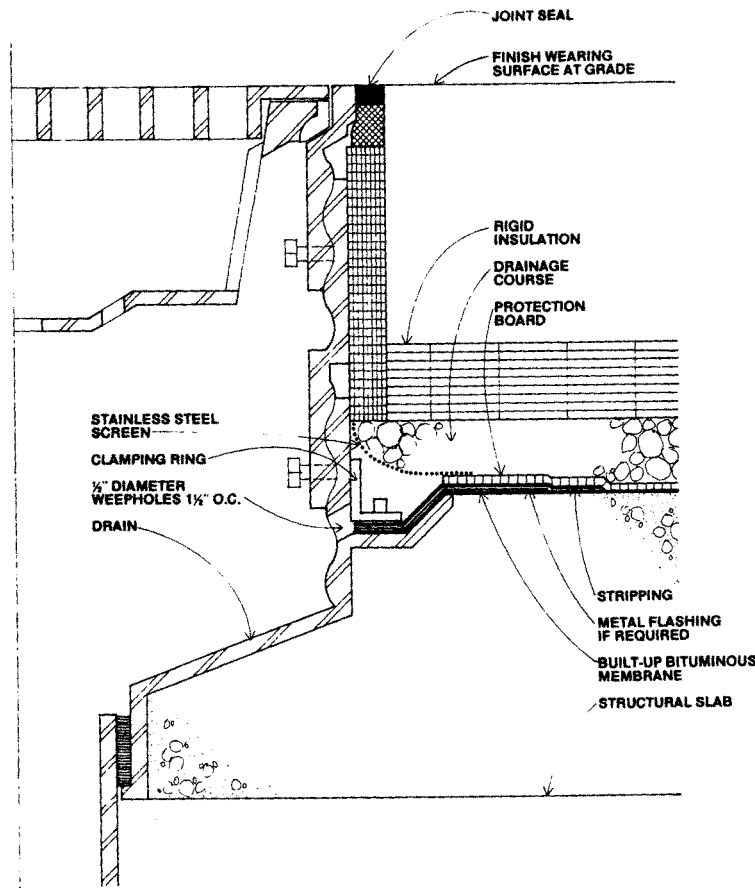 JOINT SEAL
FINISH WEARING
SURFACE AT GRADE
RIGID
INSULATION
DRAINAGE
COURSE
PROTECTION
BOARD
STAINLESS STEEL
SCREEN
CLAMPING RING
½" DIAMETER
WEEPHOLES 1½" O.C.
DRAIN
STRIPPING
METAL FLASHING
IF REQUIRED
BUILT-UP BITUMINOUS
MEMBRANE
STRUCTURAL SLAB